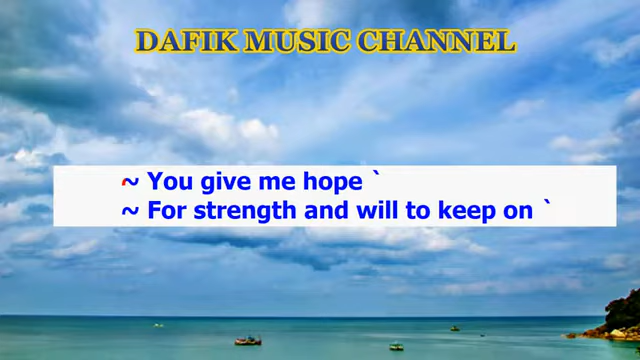 DAFIK MUSIC CHANNEL
~ You give me hope `
~ For strength and will to keep on `